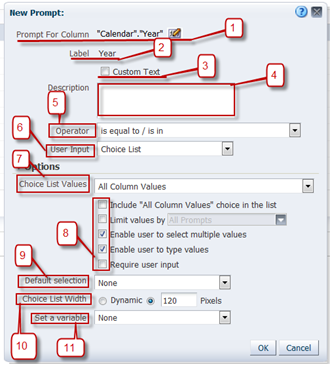 New Prompt:
Prompt For Column "Calendar"."Year"
1
Label Year
2
Custom Text
3
Description
4
5
Operator is equal to / is in
6
User Input Choice List
7
Options
Choice List Values All Column Values
Include "All Column Values" choice in the list
Limit values by All Prompts
8
Enable user to select multiple values
Enable user to type values
Require user input
9
Default selection None
Choice List Width Dynamic 120 Pixels
Set a variable None
10
11
OK Cancel